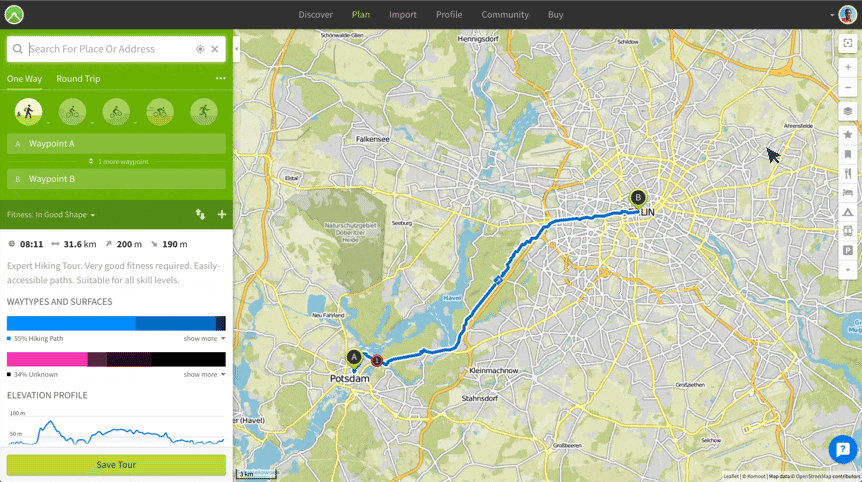 Discover Plan Import Profile Community Buy
Search For Place Or Address
One Way Round Trip
A Waypoint A
1 more waypoint
B Waypoint B
Fitness: In Good Shape
08:11 31.6 km 200 m 190 m
Expert Hiking Tour. Very good fitness required. Easily-
accessible paths. Suitable for all skill levels.
WAYTYPES AND SURFACES
55% Hiking Path show more
34% Unknown show more
ELEVATION PROFILE
100 m
50 m
Save Tour
Schönwalde-Glien
Hennigsdorf
Schildow
Ahrensfelde
Falkensee
Elstal
B
LIN
Naturschutzgebiet
Döberitzer
Heide
Seeburg
Havel
Neu Fahrland
A
1
Potsdam
Kleinmachnow
Stahnsdorf
Großziethen
er (Havel)
Großbeeren
Selchow
Gro
Müg
P
?
3 km
Leaflet | © Komoot | Map data © OpenStreetMap contributors